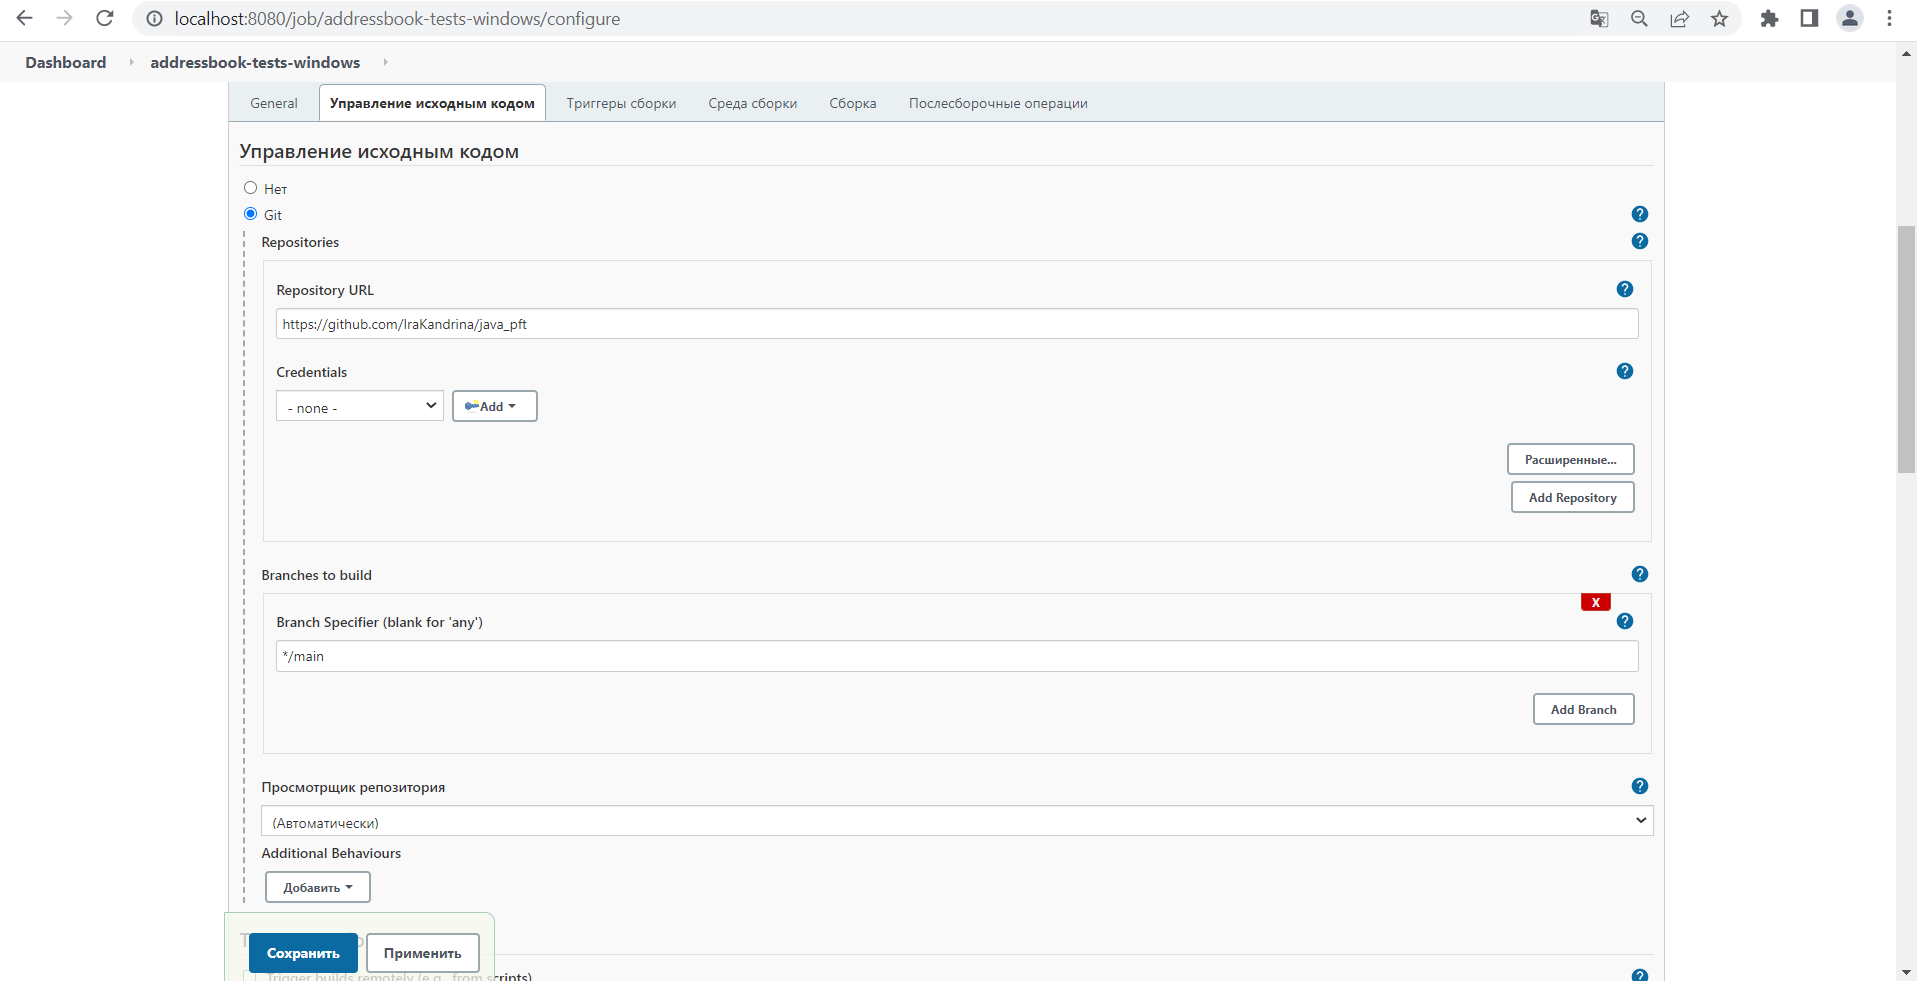 localhost:8080/job/addressbook-tests-windows/configure
Dashboard addressbook-tests-windows
General Управление исходным кодом Триггеры сборки Среда сборки Сборка Послесборочные операции
Управление исходным кодом
Нет
Git
?
Repositories
?
Repository URL
?
https://github.com/IraKandrina/java_pft
Credentials
?
- none -
Add
Расширенные...
Add Repository
Branches to build
?
X
Branch Specifier (blank for 'any')
?
*/main
Add Branch
Просмотрщик репозитория
?
(Автоматически)
Additional Behaviours
Добавить
Сохранить Применить
Trigger builds remotely (e.g., from scripts)
?